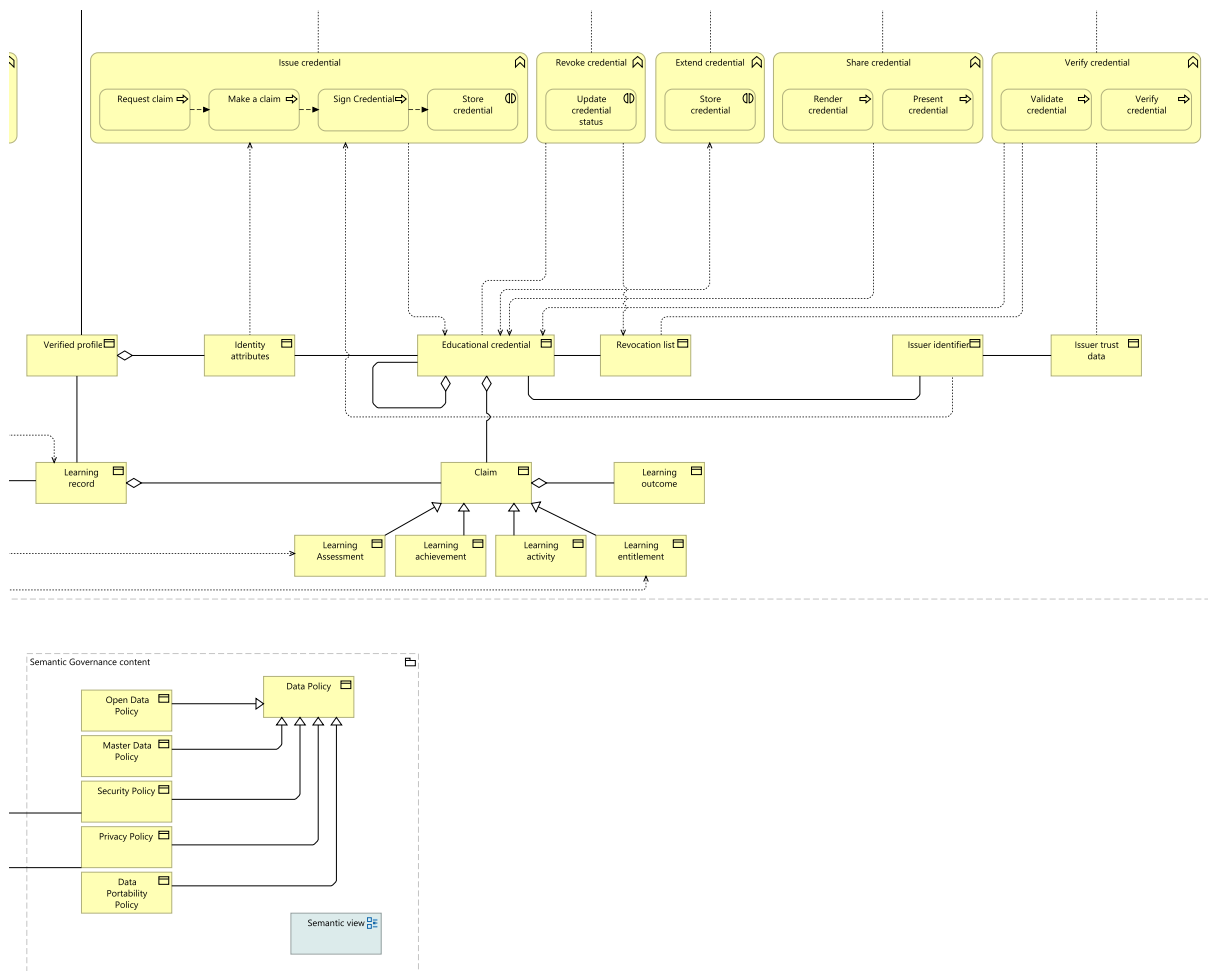 Issue credential
Revoke credential
Extend credential
Share credential
Verify credential
Request claim
Make a claim
Sign Credential
Store
credential
Update
credential
status
Store
credential
Render
credential
Present
credential
Validate
credential
Verify
credential
Verified profile
Identity
attributes
Educational credential
Revocation list
Issuer identifier
Issuer trust
data
Learning
record
Claim
Learning
outcome
Learning
Assessment
Learning
achievement
Learning
activity
Learning
entitlement
Semantic Governance content
Data Policy
Open Data
Policy
Master Data
Policy
Security Policy
Privacy Policy
Data
Portability
Policy
Semantic view